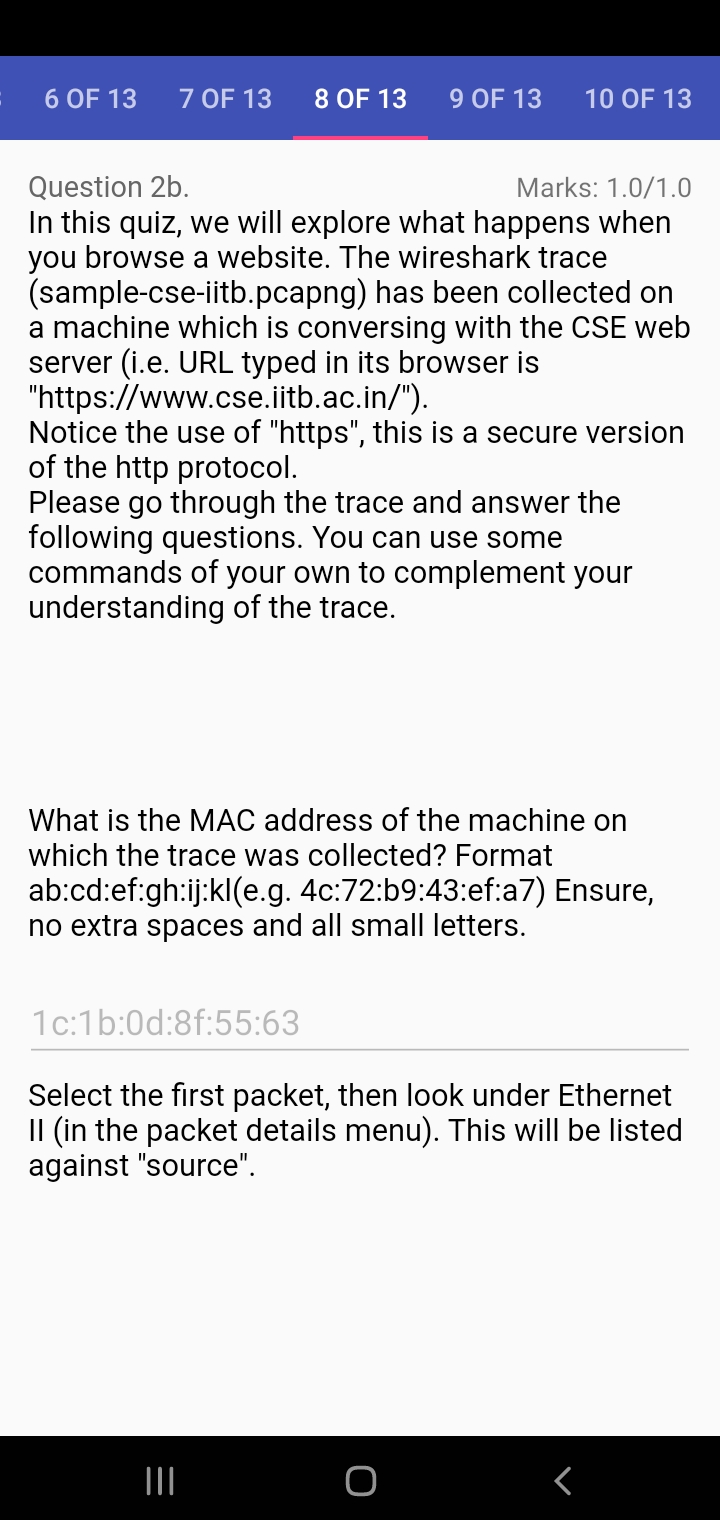 6 OF 13 7 OF 13 8 OF 13 9 OF 13 10 OF 13
Question 2b. Marks: 1.0/1.0
In this quiz, we will explore what happens when
you browse a website. The wireshark trace
(sample-cse-iitb.pcapng) has been collected on
a machine which is conversing with the CSE web
server (i.e. URL typed in its browser is
"https://www.cse.iitb.ac.in/").
Notice the use of "https", this is a secure version
of the http protocol.
Please go through the trace and answer the
following questions. You can use some
commands of your own to complement your
understanding of the trace.
What is the MAC address of the machine on
which the trace was collected? Format
ab:cd:ef:gh:ij:kl(e.g. 4c:72:b9:43:ef:a7) Ensure,
no extra spaces and all small letters.
1c:1b:0d:8f:55:63
Select the first packet, then look under Ethernet
II (in the packet details menu). This will be listed
against "source".